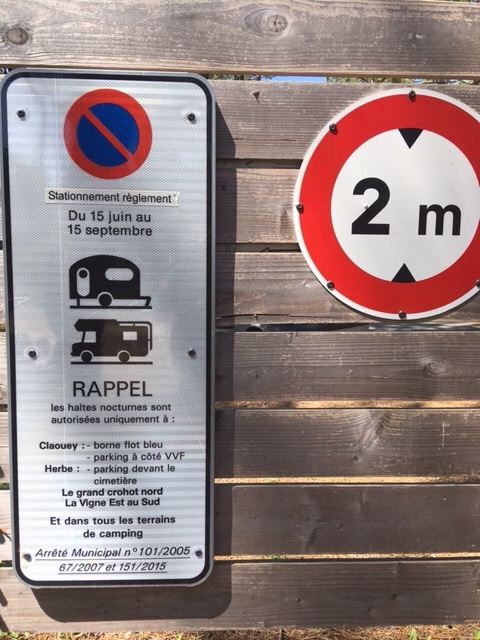 Stationnement règlement
Du 15 juin au
15 septembre
RAPPEL
les haltes nocturnes sont
autorisées uniquement à :
Claouey : - borne flot bleu
- parking à côté VVF
Herbe : - parking devant le
cimetière
Le grand crohot nord
La Vigne Est au Sud
Et dans tous les terrains
de camping
Arrêté Municipal n° 101/2005
67/2007 et 151/2015
2 m